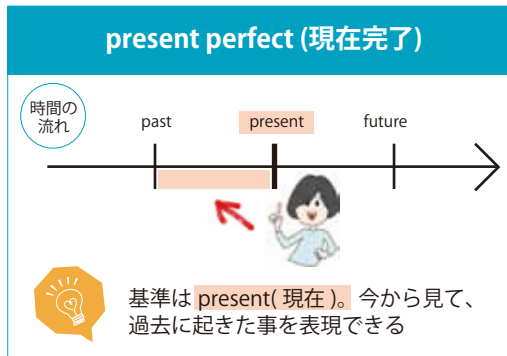 present perfect (現在完了)
時間の
流れ
past present future
基準は present( 現在 )。今から見て、
過去に起きた事を表現できる